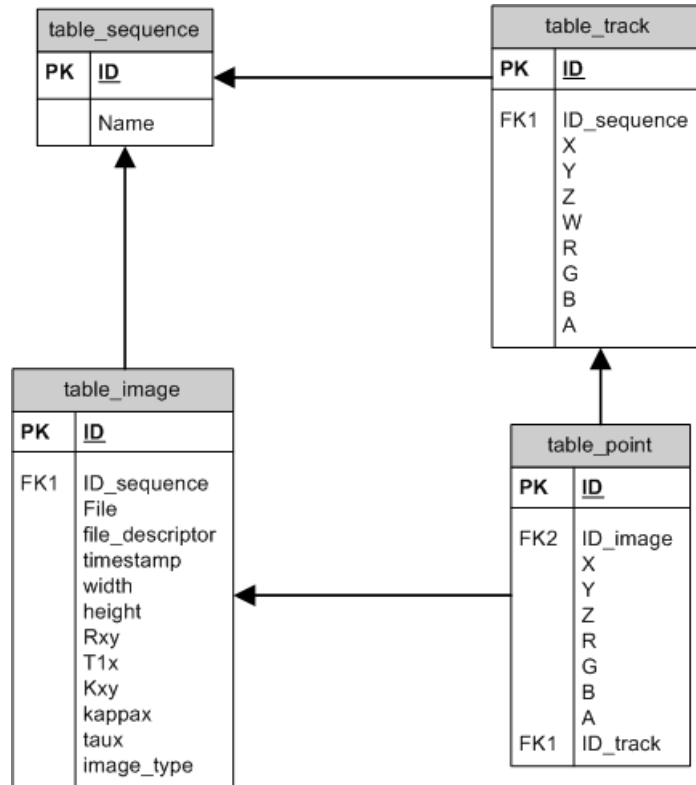 table_sequence
PK ID
Name
table_track
PK ID
FK1 ID_sequence
X
Y
Z
W
R
G
B
A
table_image
PK ID
FK1 ID_sequence
File
file_descriptor
timestamp
width
height
Rxy
T1x
Kxy
kappax
taux
image_type
table_point
PK ID
FK2 ID_image
X
Y
Z
R
G
B
A
FK1 ID_track